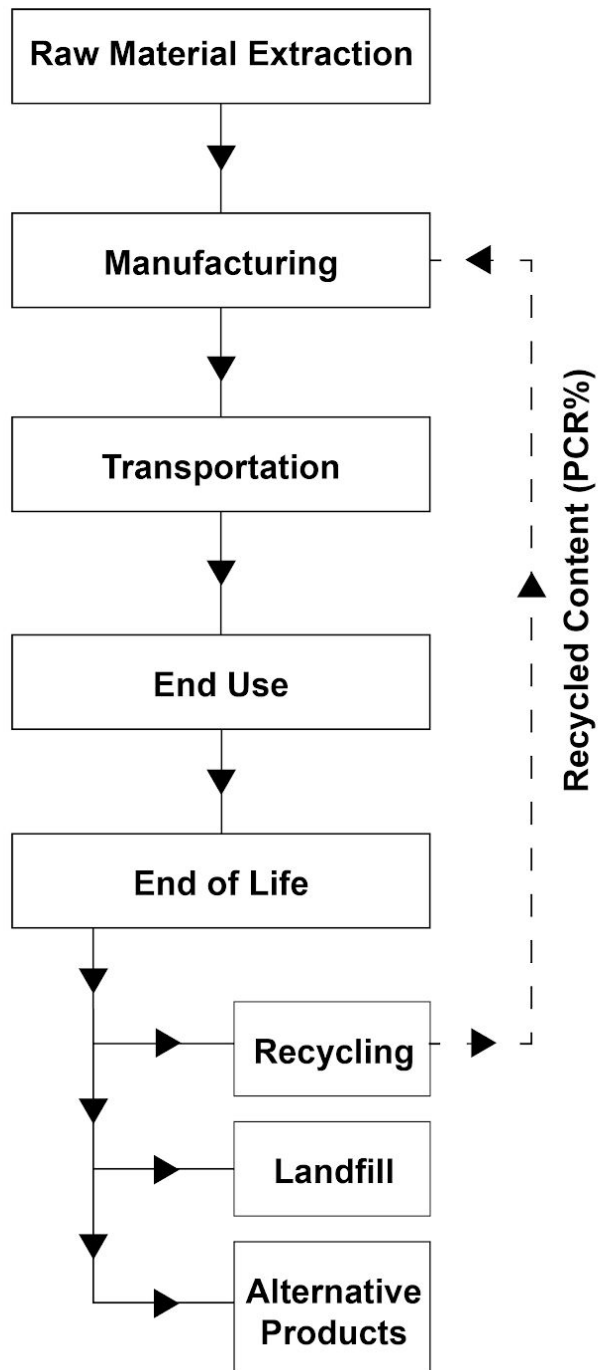 Raw Material Extraction
Manufacturing
Transportation
End Use
End of Life
Recycling
Landfill
Alternative
Products
Recycled Content (PCR%)